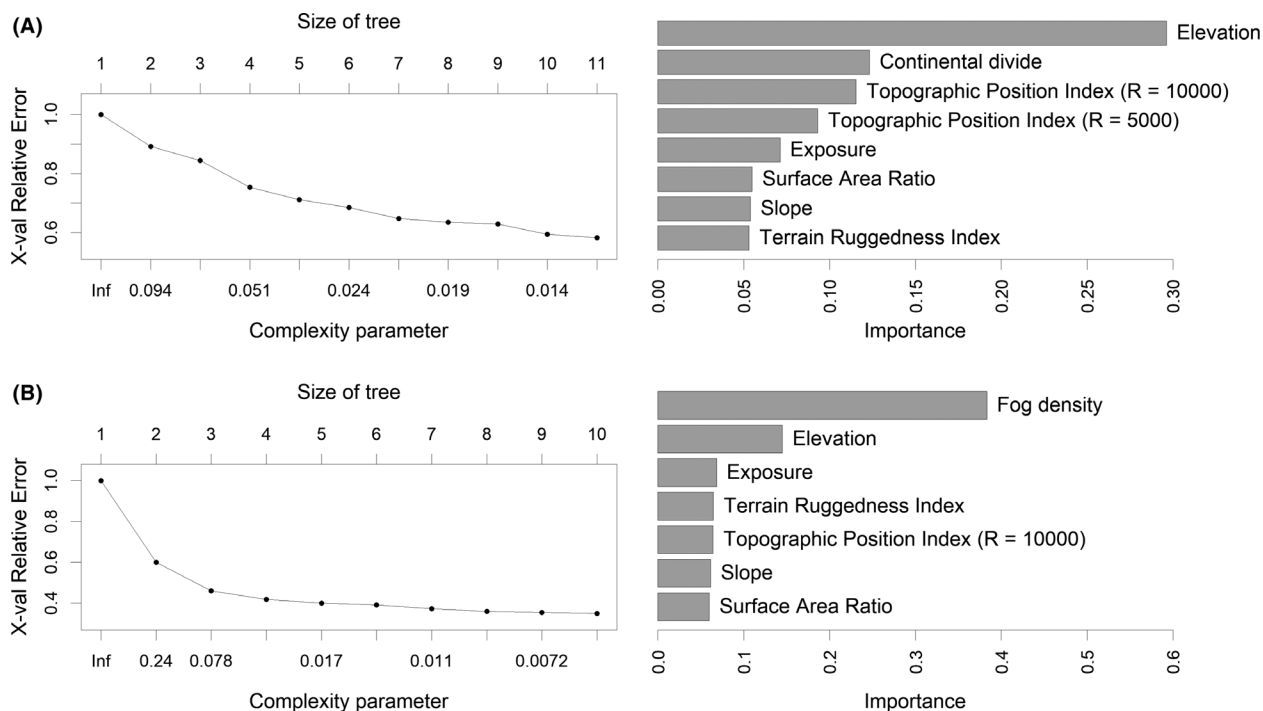 (A)
Size of tree
1 2 3 4 5 6 7 8 9 10 11
X-val Relative Error
1.0
0.8
0.6
Inf 0.094 0.051 0.024 0.019 0.014
Complexity parameter
Elevation
Continental divide
Topographic Position Index (R = 10000)
Topographic Position Index (R = 5000)
Exposure
Surface Area Ratio
Slope
Terrain Ruggedness Index
0.00 0.05 0.10 0.15 0.20 0.25 0.30
Importance
(B)
Size of tree
1 2 3 4 5 6 7 8 9 10
X-val Relative Error
1.0
0.8
0.6
0.4
Inf 0.24 0.078 0.017 0.011 0.0072
Complexity parameter
Fog density
Elevation
Exposure
Terrain Ruggedness Index
Topographic Position Index (R = 10000)
Slope
Surface Area Ratio
0.0 0.1 0.2 0.3 0.4 0.5 0.6
Importance